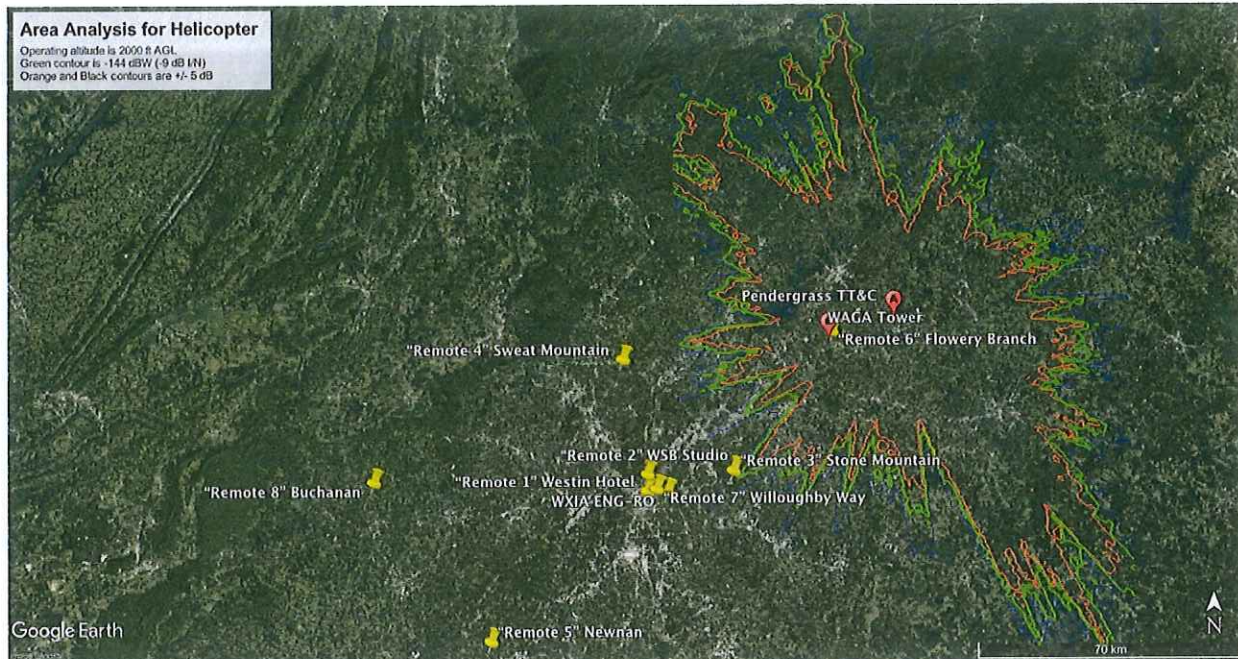 Area Analysis for Helicopter
Operating altitude is 2000 ft AGL
Green contour is -144 dBW (-9 dB I/N)
Orange and Black contours are +/- 5 dB
Pendergrass TT&C
A
WAGA Tower
"Remote 6" Flowery Branch
"Remote 4" Sweat Mountain
"Remote 2" WSB Studio
"Remote 3" Stone Mountain
"Remote 8" Buchanan
"Remote 1" Westin Hotel
WXIA-ENG-RO
"Remote 7" Willoughby Way
"Remote 5" Newnan
Google Earth
N
70 km